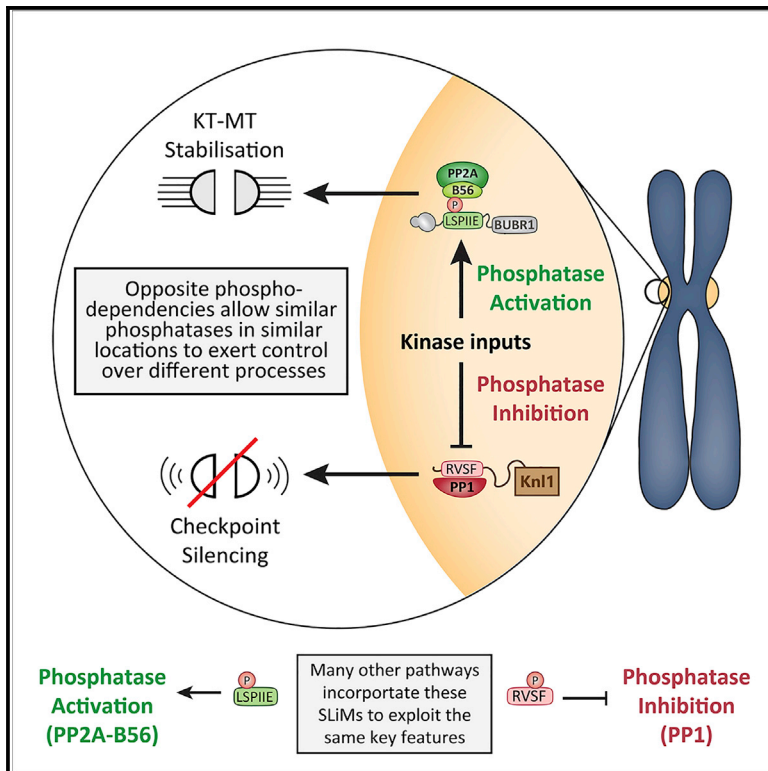 KT-MT
Stabilisation
PP2A
B56
P
LSPIIE
BUBR1
Phosphatase
Activation
Opposite phospho-
dependencies allow similar
phosphatases in similar
locations to exert control
over different processes
Kinase inputs
Phosphatase
Inhibition
RVSF
PP1
Knl1
Checkpoint
Silencing
Phosphatase
Activation
(PP2A-B56)
P
LSPIIE
Many other pathways
incorportate these
SLiMs to exploit the
same key features
P
RVSF
Phosphatase
Inhibition
(PP1)